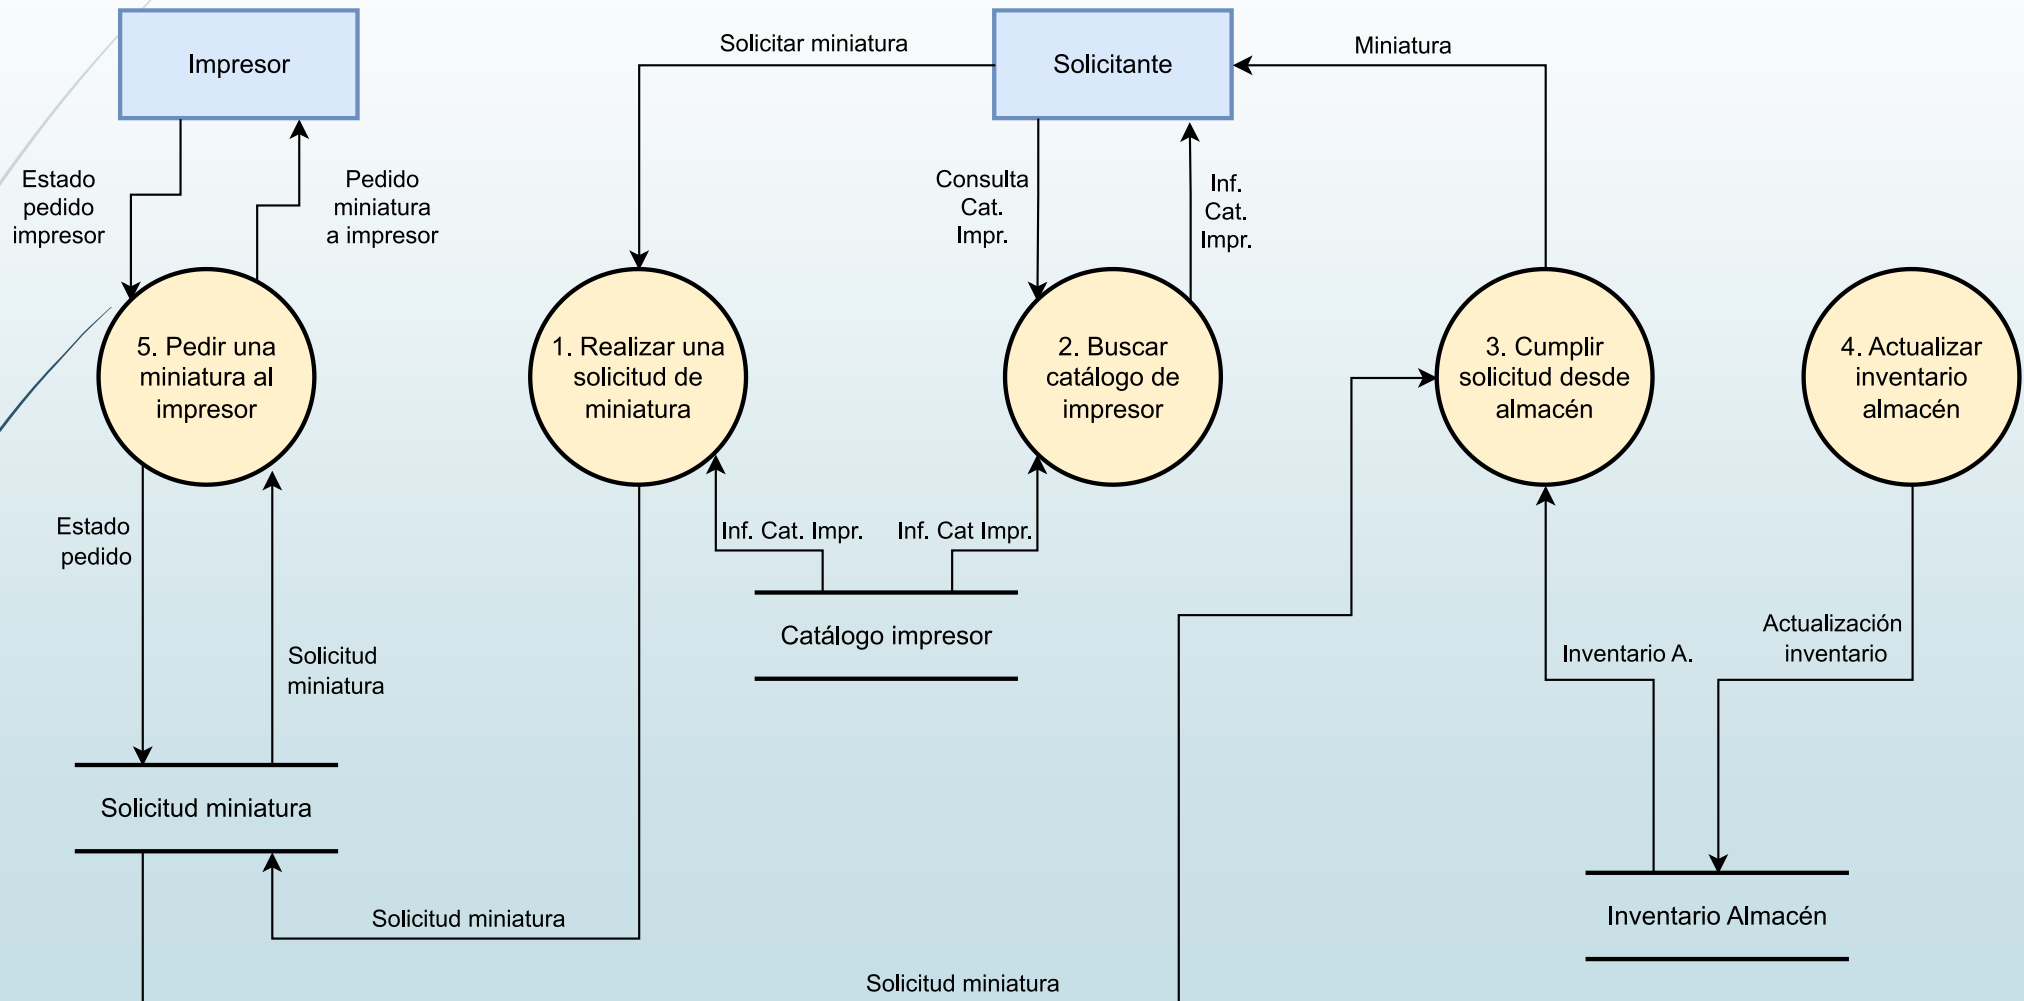 Impresor
Solicitar miniatura
Solicitante
Miniatura
Estado
pedido
impresor
Pedido
miniatura
a impresor
Consulta
Cat.
Impr.
Inf.
Cat.
Impr.
5. Pedir una
miniatura al
impresor
1. Realizar una
solicitud de
miniatura
2. Buscar
catálogo de
impresor
3. Cumplir
solicitud desde
almacén
4. Actualizar
inventario
almacén
Estado
pedido
Inf. Cat. Impr.
Inf. Cat Impr.
Catálogo impresor
Solicitud
miniatura
Inventario A.
Actualización
inventario
Solicitud miniatura
Solicitud miniatura
Inventario Almacén
Solicitud miniatura